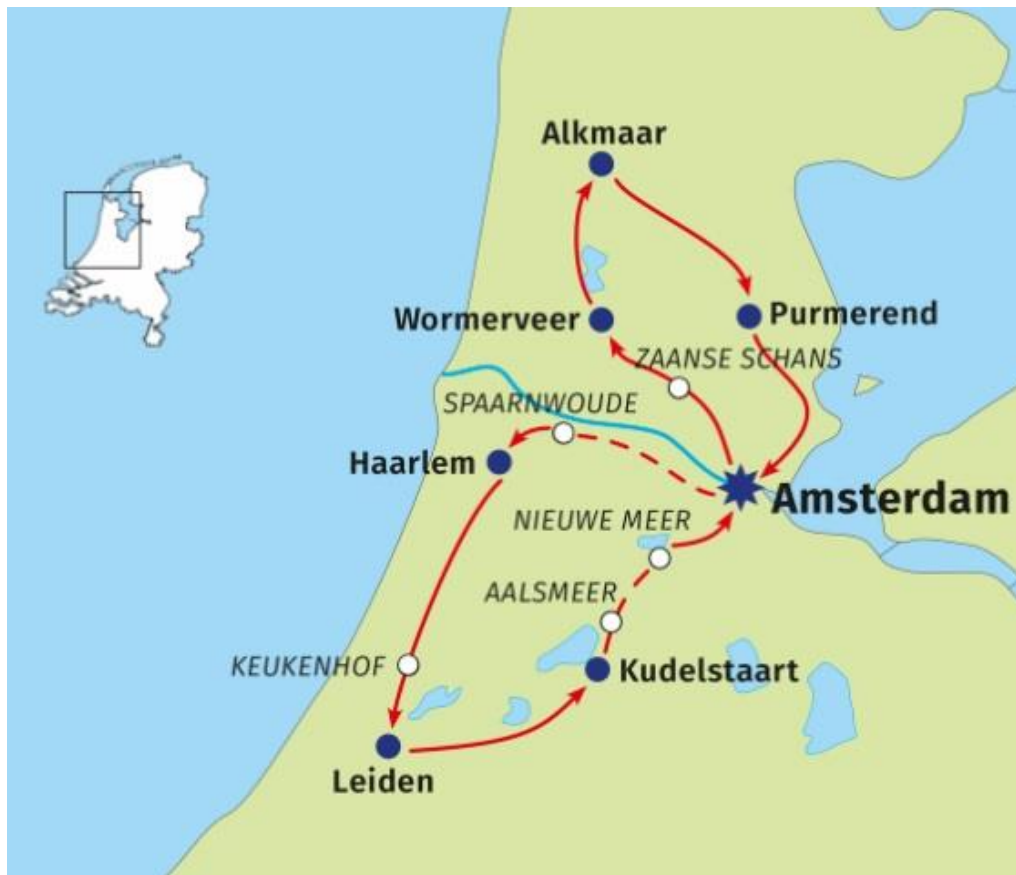 Alkmaar
Wormerveer
Purmerend
ZAANSE SCHANS
SPAARNWOUDE
Haarlem
Amsterdam
NIEUWE MEER
AALSMEER
KEUKENHOF
Kudelstaart
Leiden